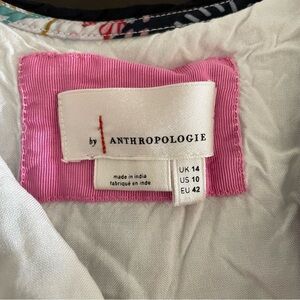 by ANTHROPOLOGIE
made in india
fabriqué en inde
UK 14
US 10
EU 42